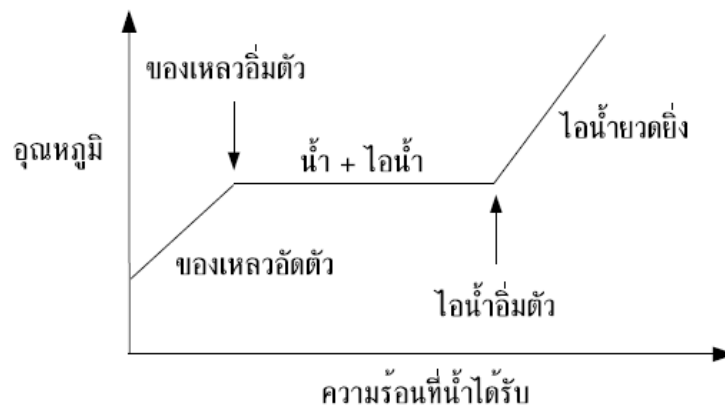 ของเหลวอิ่มตัว
อุณหภูมิ
น้ำ + ไอน้ำ
ไอน้ำยวดยิ่ง
ของเหลวอัดตัว
ไอน้ำอิ่มตัว
ความร้อนที่น้ำได้รับ